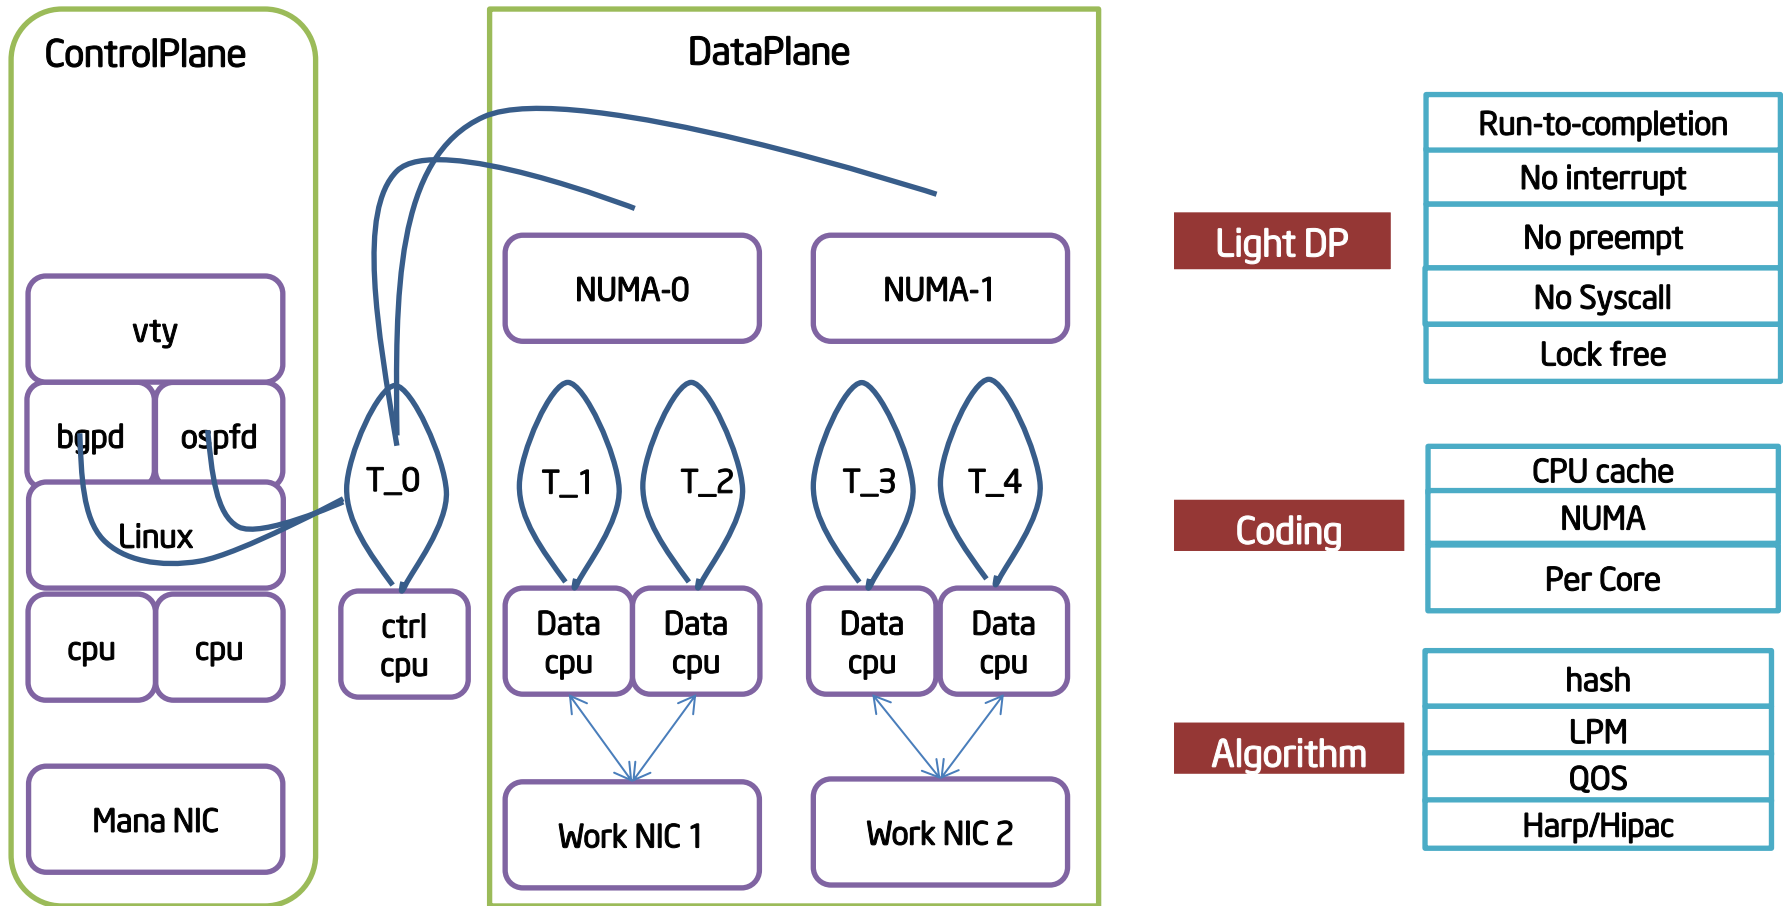 ControlPlane
DataPlane
NUMA-0
NUMA-1
vty
bgpd
ospfd
Linux
cpu
cpu
Mana NIC
T_0
ctrl
cpu
T_1
T_2
T_3
T_4
Data
cpu
Data
cpu
Data
cpu
Data
cpu
Work NIC 1
Work NIC 2
Light DP
Run-to-completion
No interrupt
No preempt
No Syscall
Lock free
Coding
CPU cache
NUMA
Per Core
Algorithm
hash
LPM
QOS
Harp/Hipac